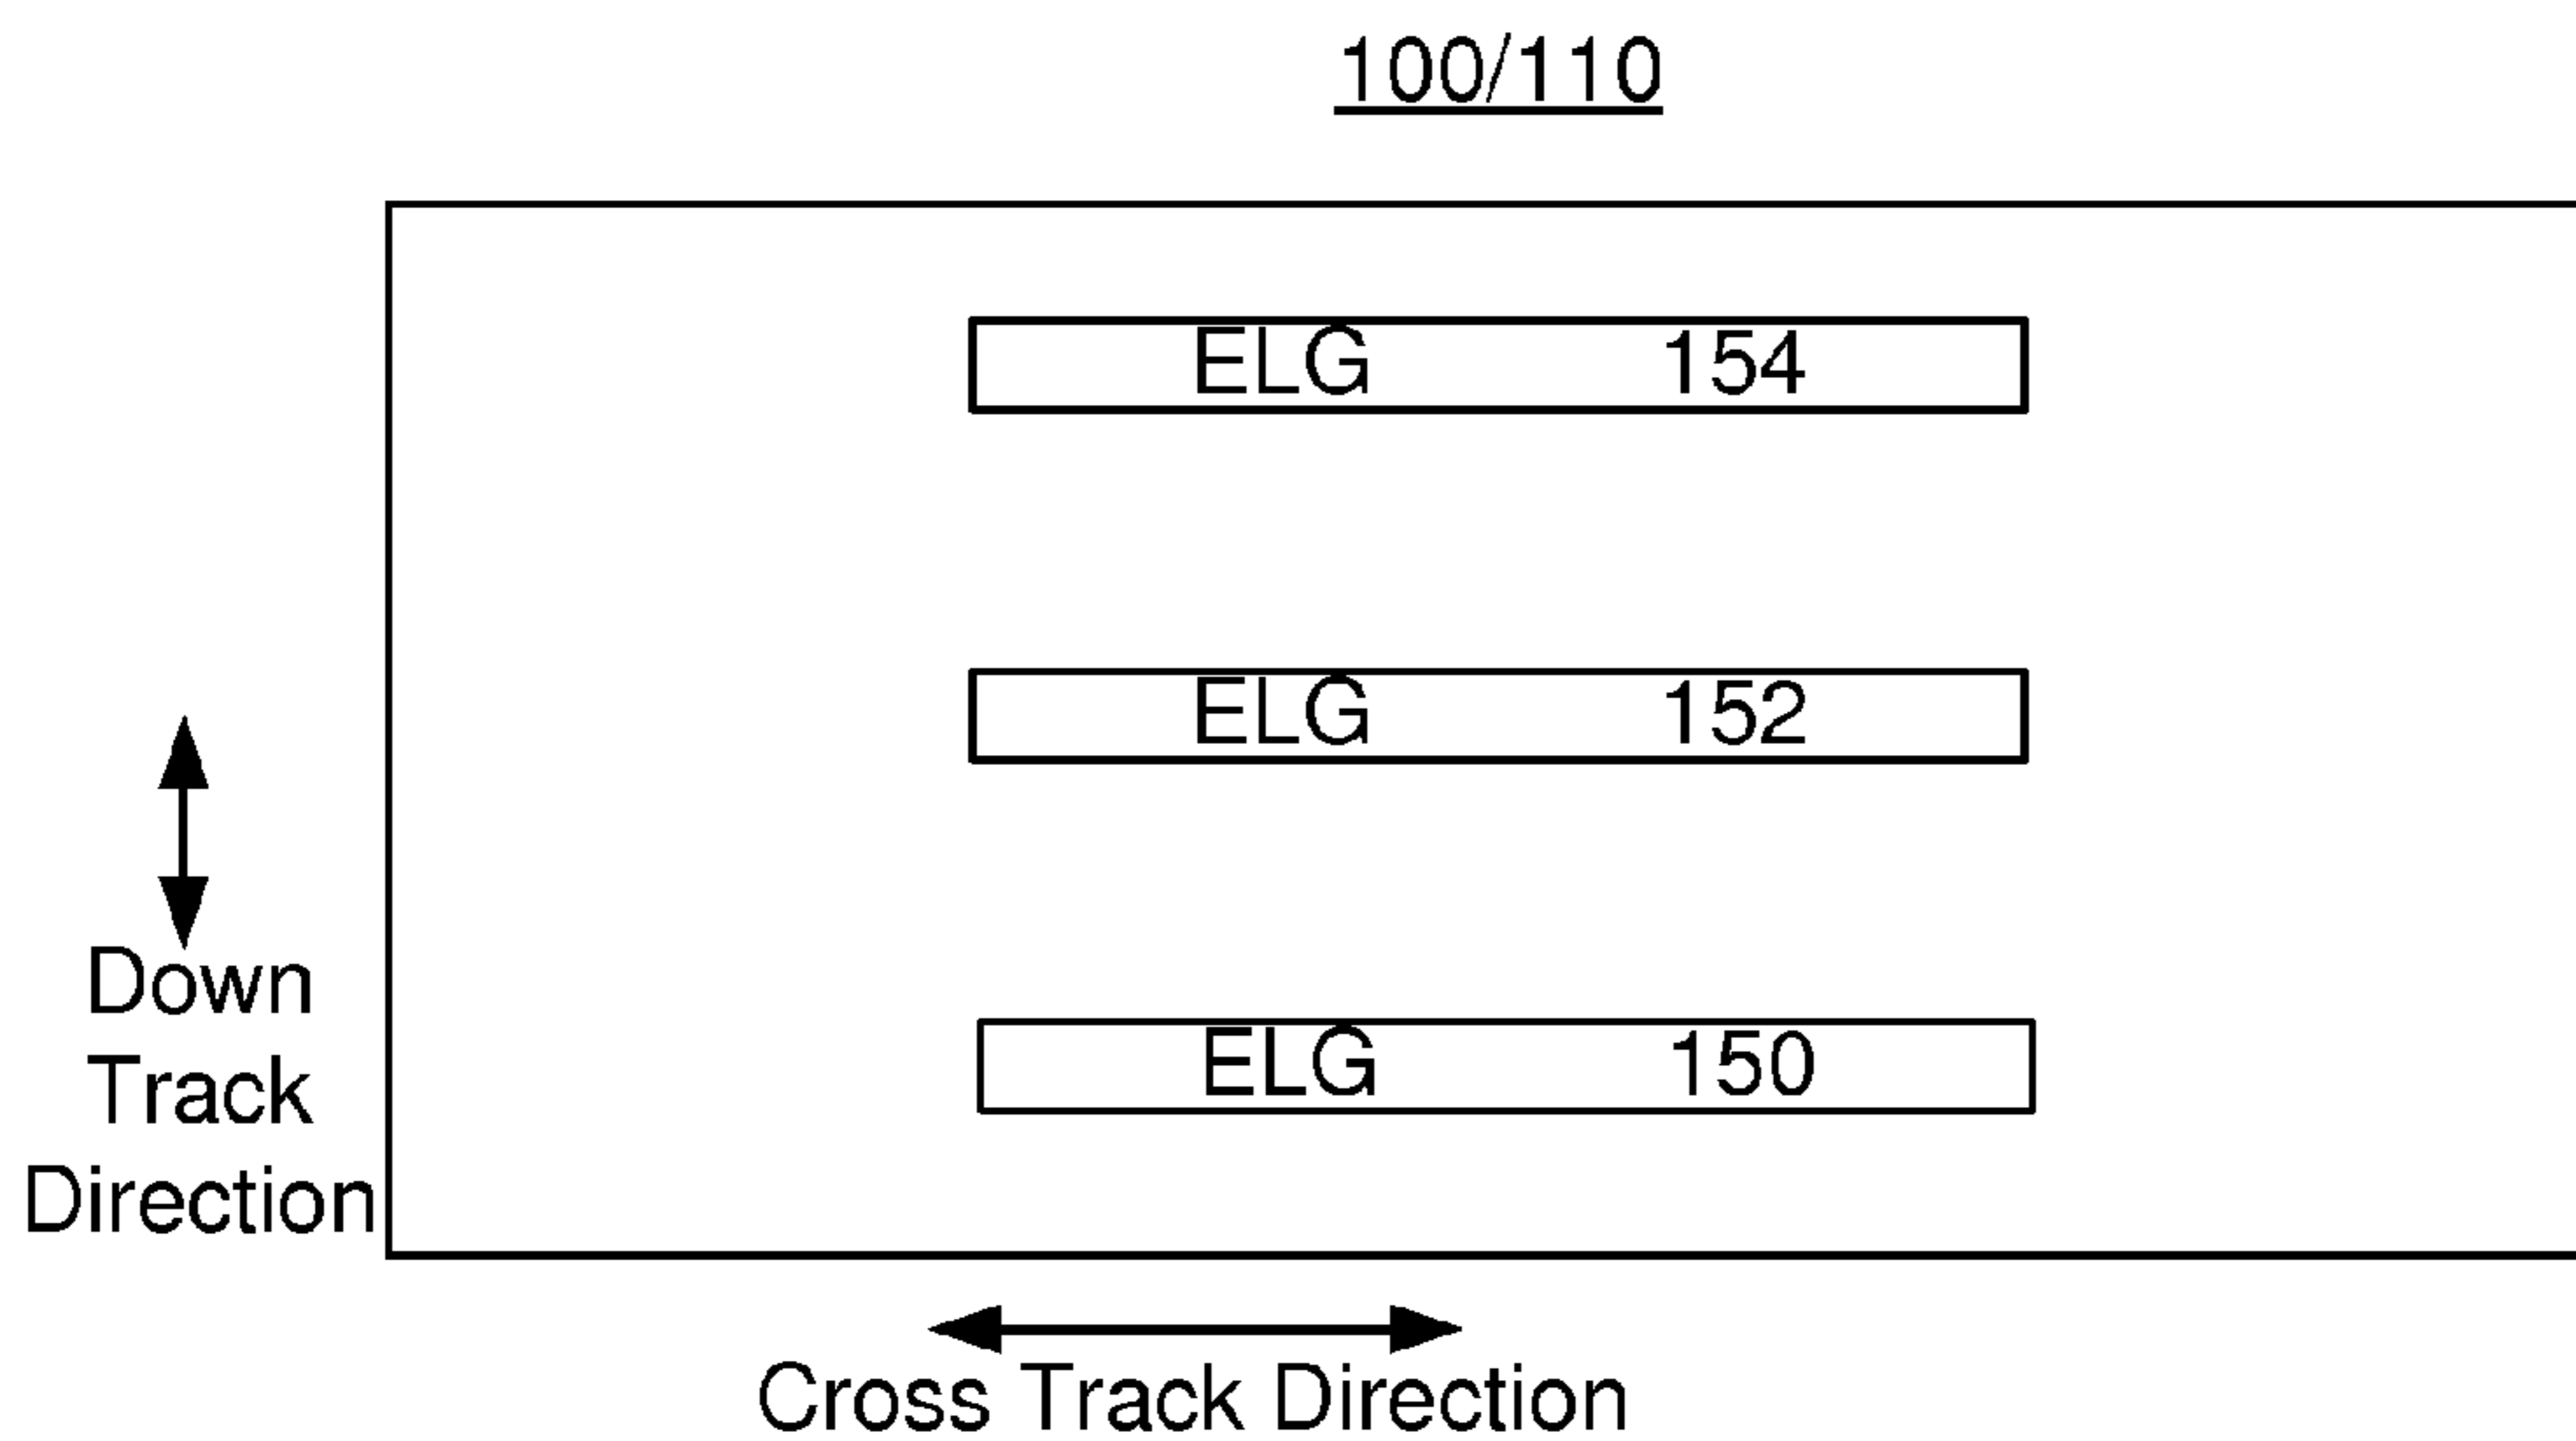 100/110
ELG 154
ELG 152
ELG 150
Down
Track
Direction
Cross Track Direction